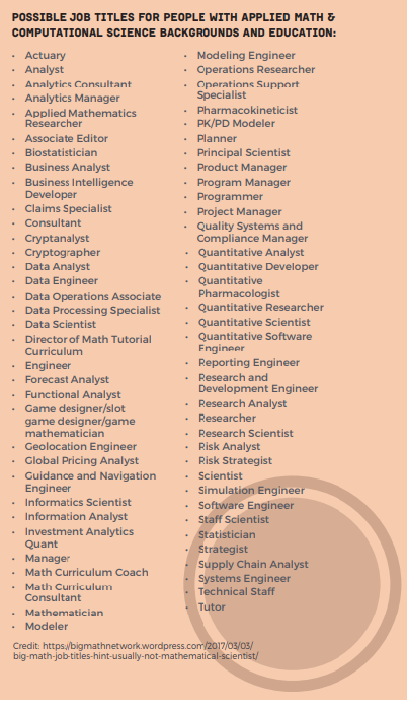 POSSIBLE JOB TITLES FOR PEOPLE WITH APPLIED MATH &
COMPUTATIONAL SCIENCE BACKGROUNDS AND EDUCATION:
• Actuary
• Analyst
• Analytics Consultant
• Analytics Manager
• Applied Mathematics
Researcher
• Associate Editor
• Biostatistician
• Business Analyst
• Business Intelligence
Developer
• Claims Specialist
• Consultant
• Cryptanalyst
• Cryptographer
• Data Analyst
• Data Engineer
• Data Operations Associate
• Data Processing Specialist
• Data Scientist
• Director of Math Tutorial
Curriculum
• Engineer
• Forecast Analyst
• Functional Analyst
• Game designer/slot
game designer/game
mathematician
• Geolocation Engineer
• Global Pricing Analyst
• Guidance and Navigation
Engineer
• Informatics Scientist
• Information Analyst
• Investment Analytics
Quant
• Manager
• Math Curriculum Coach
• Math Curriculum
Consultant
• Mathematician
• Modeler
• Modeling Engineer
• Operations Researcher
• Operations Support
Specialist
• Pharmacokineticist
• PK/PD Modeler
• Planner
• Principal Scientist
• Product Manager
• Program Manager
• Programmer
• Project Manager
• Quality Systems and
Compliance Manager
• Quantitative Analyst
• Quantitative Developer
• Quantitative
Pharmacologist
• Quantitative Researcher
• Quantitative Scientist
• Quantitative Software
Engineer
• Reporting Engineer
• Research and
Development Engineer
• Research Analyst
• Researcher
• Research Scientist
• Risk Analyst
• Risk Strategist
• Scientist
• Simulation Engineer
• Software Engineer
• Staff Scientist
• Statistician
• Strategist
• Supply Chain Analyst
• Systems Engineer
• Technical Staff
• Tutor
Credit: https://bigmathnetwork.wordpress.com/2017/03/03/
big-math-job-titles-hint-usually-not-mathematical-scientist/